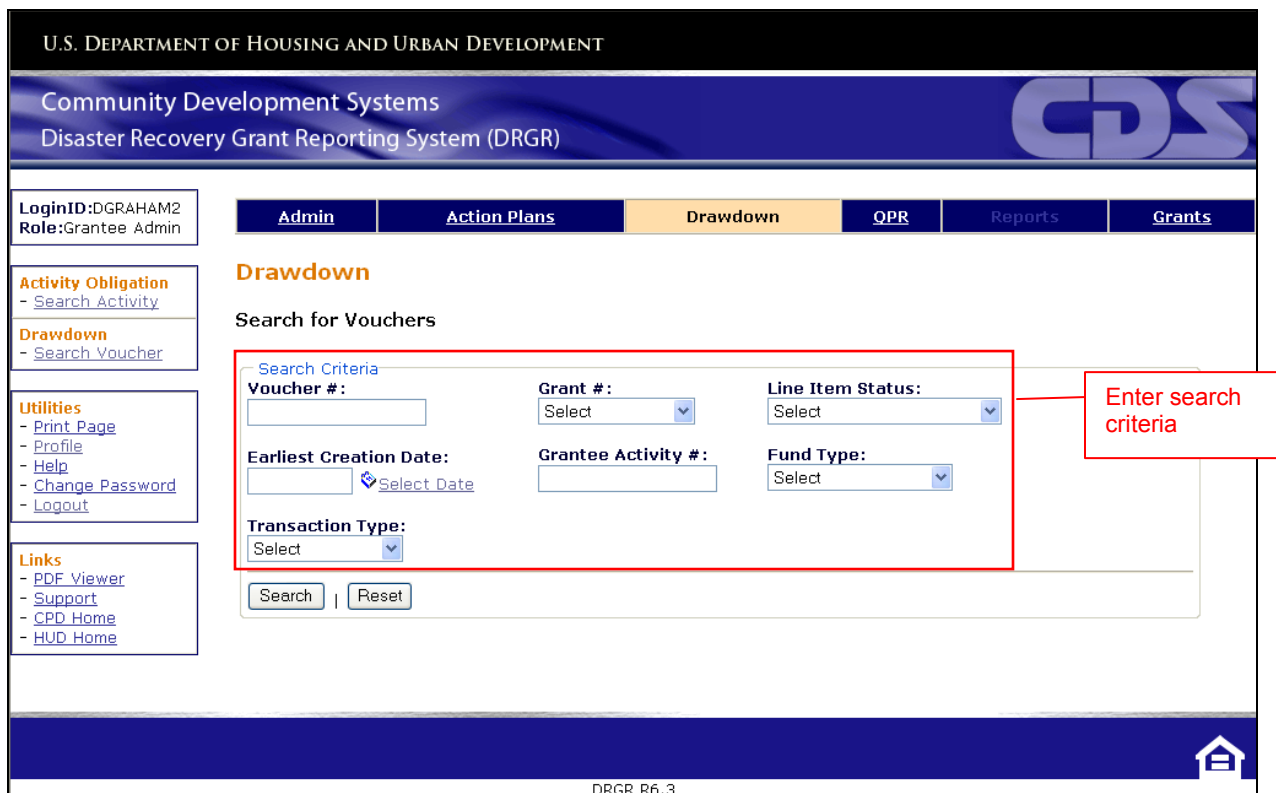 U.S. DEPARTMENT OF HOUSING AND URBAN DEVELOPMENT
Community Development Systems
Disaster Recovery Grant Reporting System (DRGR)
CDS
LoginID:DGRAHAM2
Role:Grantee Admin
Admin Action Plans Drawdown QPR Reports Grants
Activity Obligation
- Search Activity
Drawdown
- Search Voucher
Utilities
- Print Page
- Profile
- Help
- Change Password
- Logout
Links
- PDF Viewer
- Support
- CPD Home
- HUD Home
Drawdown
Search for Vouchers
Search Criteria
Voucher #: Grant #: Line Item Status:
Select Select
Earliest Creation Date: Grantee Activity #: Fund Type:
Select Date Select
Transaction Type:
Select
Search | Reset
Enter search
criteria
DRGR R6.3